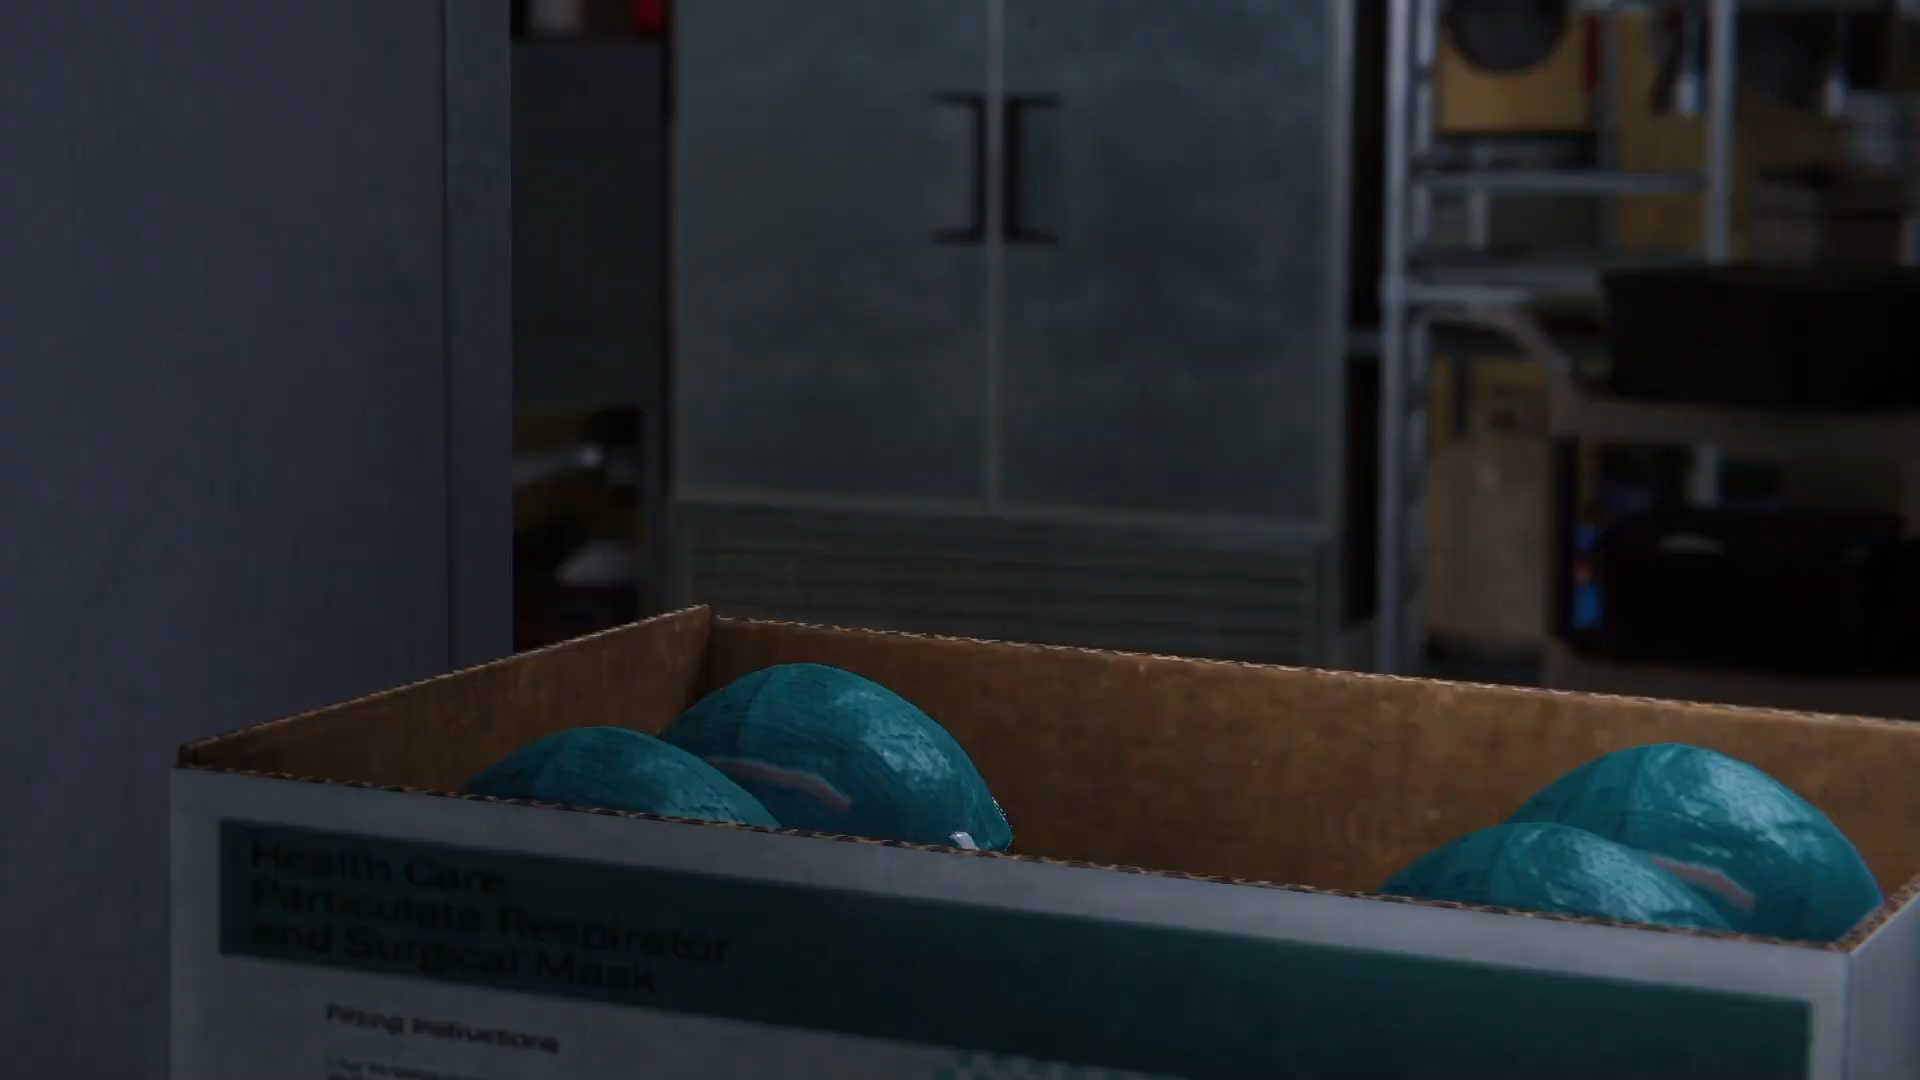 Health Care
Particulate Respirator
and Surgical Mask
Fitting Instructions